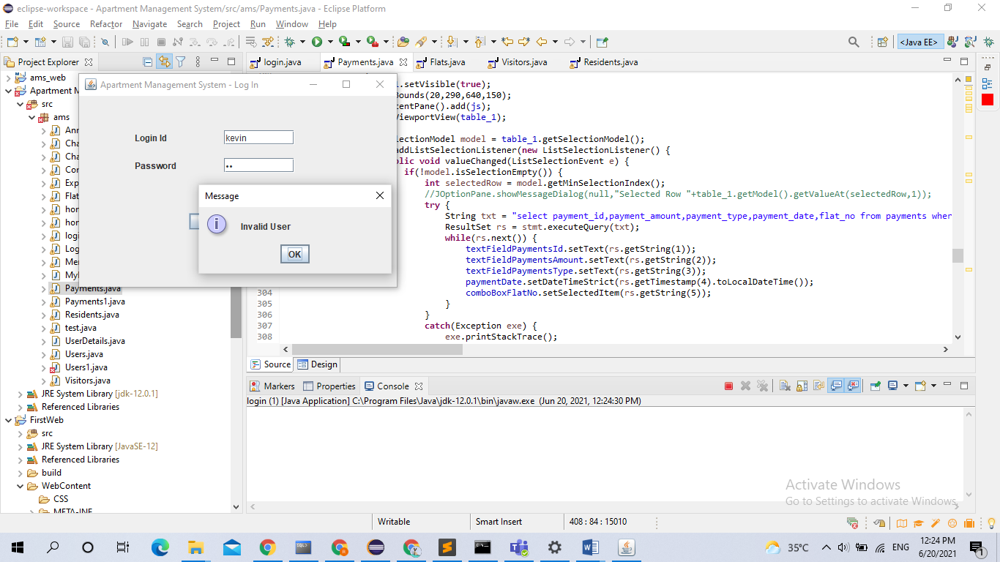 eclipse-workspace - Apartment Management System/src/ams/Payments.java - Eclipse Platform
File Edit Source Refactor Navigate Search Project Run Window Help
<Java EE>
Project Explorer
login.java Payments.java Flats.java Visitors.java Residents.java
ams_web
Apartment M
src
ams
Ann
Cha
Cha
Cor
Exp
Flat
hor
hor
logi
Log
Mer
Payments.java
Payments1.java
Residents.java
test.java
UserDetails.java
Users.java
Users1.java
Visitors.java
JRE System Library [jdk-12.0.1]
Referenced Libraries
FirstWeb
src
JRE System Library [JavaSE-12]
Referenced Libraries
build
WebContent
CSS
META-INF
Apartment Management System - Log In
Login Id kevin
Password ••
Message
Invalid User
OK
.setVisible(true);
Bounds(20,290,640,150);
tentPane().add(js);
ViewportView(table_1);
lectionModel model = table_1.getSelectionModel();
addListSelectionListener(new ListSelectionListener() {
blic void valueChanged(ListSelectionEvent e) {
if(!model.isSelectionEmpty()) {
int selectedRow = model.getMinSelectionIndex();
//JOptionPane.showMessageDialog(null,"Selected Row "+table_1.getModel().getValueAt(selectedRow,1));
try {
String txt = "select payment_id,payment_amount,payment_type,payment_date,flat_no from payments wher
ResultSet rs = stmt.executeQuery(txt);
while(rs.next()) {
textFieldPaymentsId.setText(rs.getString(1));
textFieldPaymentsAmount.setText(rs.getString(2));
textFieldPaymentsType.setText(rs.getString(3));
paymentDate.setDateTimeStrict(rs.getTimestamp(4).toLocalDateTime());
304 comboBoxFlatNo.setSelectedItem(rs.getString(5));
305 }
306 }
307 catch(Exception exe) {
308 exe.printStackTrace();
Source Design
Markers Properties Console
login (1) [Java Application] C:\Program Files\Java\jdk-12.0.1\bin\javaw.exe (Jun 20, 2021, 12:24:30 PM)
Activate Windows
Go to Settings to activate Windows.
Writable Smart Insert 408 : 84 : 15010
35°C ENG 12:24 PM
6/20/2021